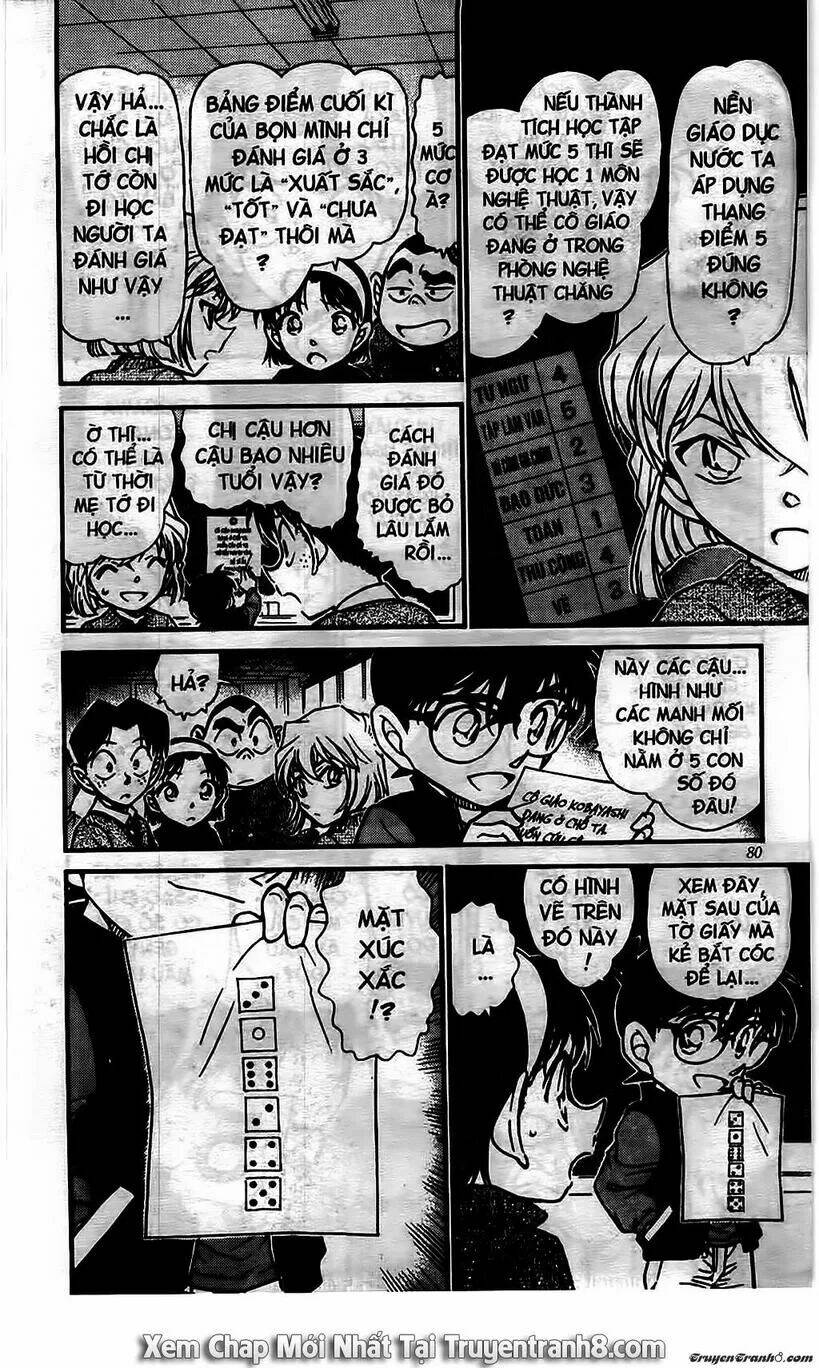 NỀN
GIÁO DỤC
NƯỚC TA
ÁP DỤNG
THANG
ĐIỂM 5
ĐÚNG
KHÔNG
?
NẾU THÀNH
TÍCH HỌC TẬP
ĐẠT MỨC 5 THÌ SẼ
ĐƯỢC HỌC 1 MÔN
NGHỆ THUẬT, VẬY
CÓ THỂ CÔ GIÁO
ĐANG Ở TRONG
PHÒNG NGHỆ
THUẬT CHĂNG
?
TỪ NGỮ 4
TẬP LÀM VĂN 5
2
ĐẠO ĐỨC 3
TOÁN 1
THỦ CÔNG 4
VẼ 3
5
MỨC
CƠ
À?
BẢNG ĐIỂM CUỐI KÌ
CỦA BỌN MÌNH CHỈ
ĐÁNH GIÁ Ở 3
MỨC LÀ "XUẤT SẮC",
"TỐT" VÀ "CHƯA
ĐẠT" THÔI MÀ
?
VẬY HẢ...
CHẮC LÀ
HỒI CHỊ
TỚ CÒN
ĐI HỌC
NGƯỜI TA
ĐÁNH GIÁ
NHƯ VẬY
...
CÁCH
ĐÁNH
GIÁ ĐÓ
ĐƯỢC BỎ
LÂU LẮM
RỒI...
CHỊ CẬU HƠN
CẬU BAO NHIÊU
TUỔI VẬY?
Ờ THÌ...
CÓ THỂ LÀ
TỪ THỜI
MẸ TỚ ĐI
HỌC...
NÀY CÁC CẬU...
HÌNH NHƯ
CÁC MANH MỐI
KHÔNG CHỈ
NẰM Ở 5 CON
SỐ ĐÓ
ĐÂU!
CÔ GIÁO KOBAYASHI
ĐANG Ở CHỖ TA
HẢ?
80
XEM ĐÂY,
MẶT SAU CỦA
TỜ GIẤY MÀ
KẺ BẮT CÓC
ĐỂ LẠI...
CÓ HÌNH
VẼ TRÊN
ĐÓ NÀY
!
LÀ
...
MẶT
XÚC
XẮC
!?
Xem Chap Mới Nhất Tại Truyentranh8.com
TruyenTranh8.com